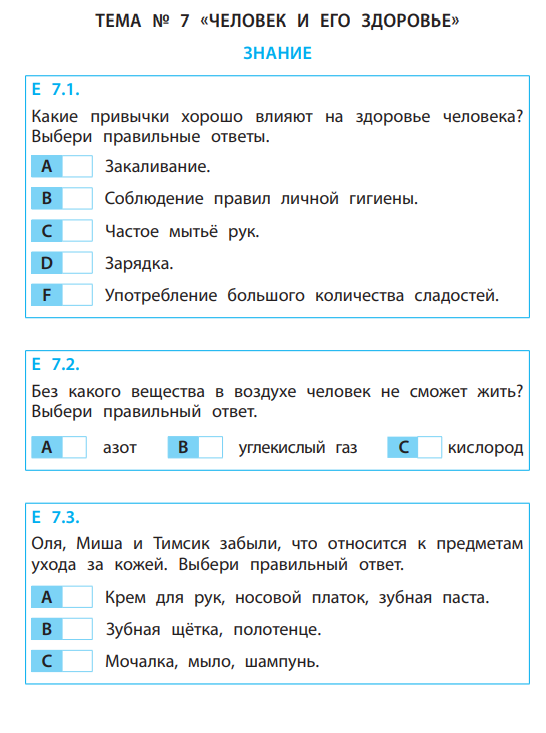 ТЕМА № 7 «ЧЕЛОВЕК И ЕГО ЗДОРОВЬЕ»
ЗНАНИЕ
Е 7.1.
Какие привычки хорошо влияют на здоровье человека?
Выбери правильные ответы.
A Закаливание.
B Соблюдение правил личной гигиены.
C Частое мытьё рук.
D Зарядка.
F Употребление большого количества сладостей.
Е 7.2.
Без какого вещества в воздухе человек не сможет жить?
Выбери правильный ответ.
A азот B углекислый газ C кислород
Е 7.3.
Оля, Миша и Тимсик забыли, что относится к предметам
ухода за кожей. Выбери правильный ответ.
A Крем для рук, носовой платок, зубная паста.
B Зубная щётка, полотенце.
C Мочалка, мыло, шампунь.